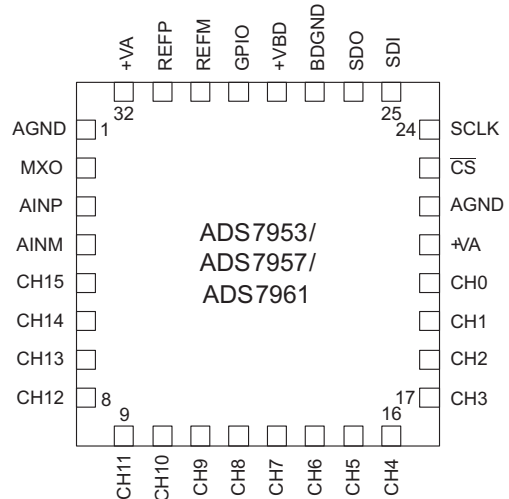 +VA
REFP
REFM
GPIO
+VBD
BDGND
SDO
SDI
32
25
AGND
1
24
SCLK
MXO
C̅S̅
AINP
AGND
AINM
+VA
ADS7953/
ADS7957/
ADS7961
CH15
CH0
CH14
CH1
CH13
CH2
CH12
8
17
CH3
9
16
CH11
CH10
CH9
CH8
CH7
CH6
CH5
CH4